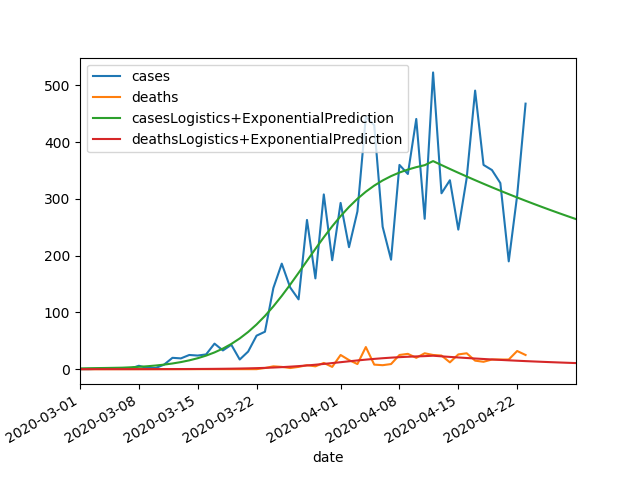 cases
deaths
casesLogistics+ExponentialPrediction
deathsLogistics+ExponentialPrediction
500
400
300
200
100
0
2020-03-01
2020-03-08
2020-03-15
2020-03-22
2020-04-01
2020-04-08
2020-04-15
2020-04-22
date